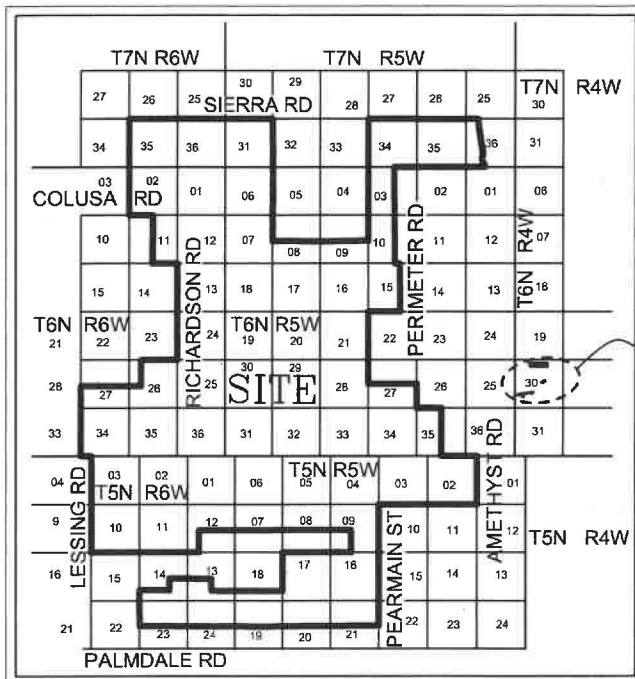 T7N R6W T7N R5W
30 29 T7N R4W
27 26 25 28 27 26 25 30
SIERRA RD
34 35 36 31 32 33 34 35 36 31
03 02 01 06 05 04 03 02 01 06
COLUSA RD
10 11 12 07 08 09 10 11 12 07
15 14 13 18 17 16 15 14 13 18
T6N R4W
RICHARDSON RD
PERIMETER RD
T6N R6W T6N R5W
21 22 23 24 19 20 21 22 23 24 19
30 29
28 27 26 25 SITE 28 27 26 25 30
33 34 35 36 31 32 33 34 35 36 31
T5N R5W
04 03 02 01 06 05 04 03 02 01
T5N R6W
LESSING RD
AMETHYST RD
9 10 11 12 07 08 09 10 11 12
T5N R4W
PEARMAIN ST
16 15 14 13 18 17 16 15 14 13
21 22 23 24 19 20 21 22 23 24
PALMDALE RD